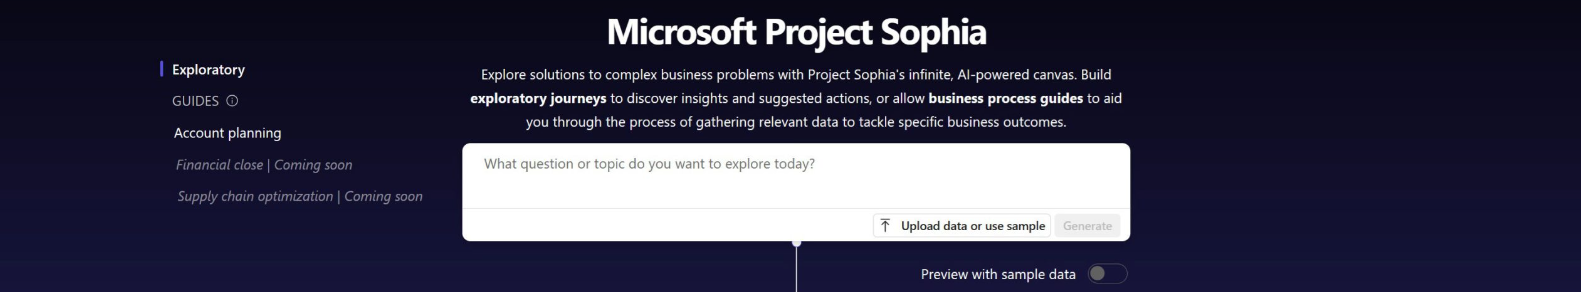 Microsoft Project Sophia
Exploratory
GUIDES
Account planning
Financial close | Coming soon
Supply chain optimization | Coming soon
Explore solutions to complex business problems with Project Sophia's infinite, AI-powered canvas. Build
exploratory journeys to discover insights and suggested actions, or allow business process guides to aid
you through the process of gathering relevant data to tackle specific business outcomes.
What question or topic do you want to explore today?
Upload data or use sample
Generate
Preview with sample data